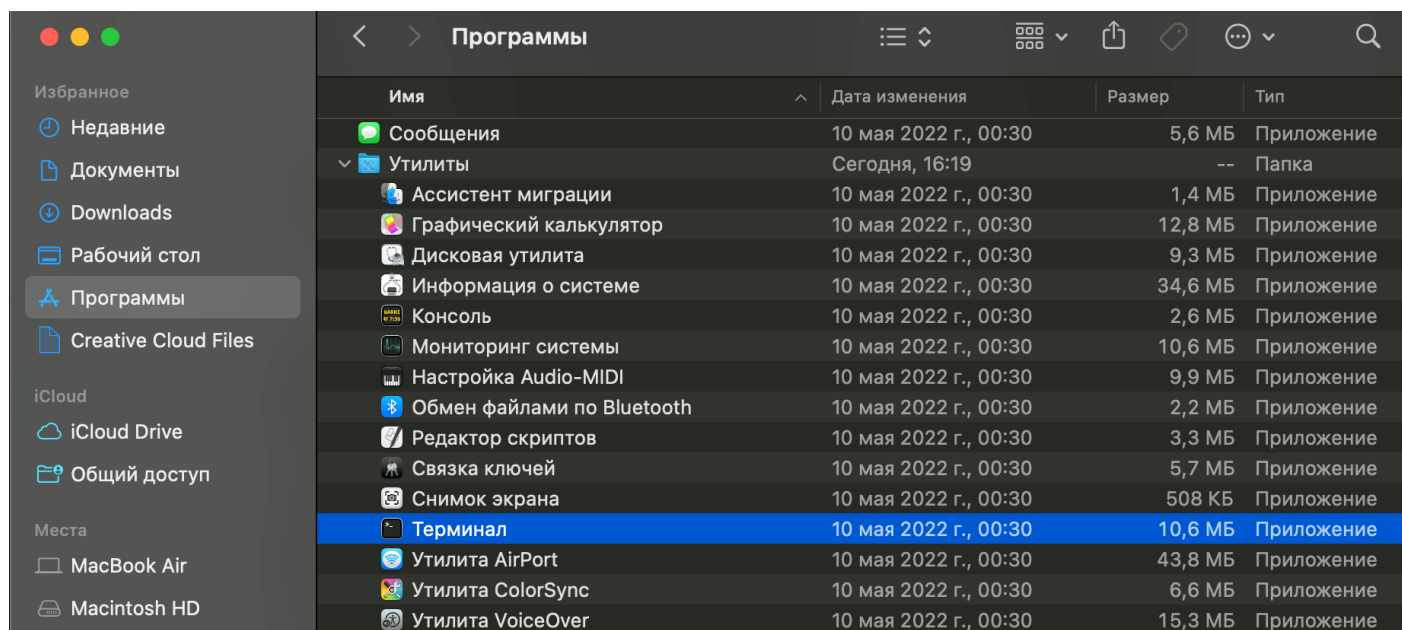 Программы
Избранное
Недавние
Документы
Downloads
Рабочий стол
Программы
Creative Cloud Files
iCloud
iCloud Drive
Общий доступ
Места
MacBook Air
Macintosh HD
Имя Дата изменения Размер Тип
Сообщения 10 мая 2022 г., 00:30 5,6 МБ Приложение
Утилиты Сегодня, 16:19 -- Папка
Ассистент миграции 10 мая 2022 г., 00:30 1,4 МБ Приложение
Графический калькулятор 10 мая 2022 г., 00:30 12,8 МБ Приложение
Дисковая утилита 10 мая 2022 г., 00:30 9,3 МБ Приложение
Информация о системе 10 мая 2022 г., 00:30 34,6 МБ Приложение
Консоль 10 мая 2022 г., 00:30 2,6 МБ Приложение
Мониторинг системы 10 мая 2022 г., 00:30 10,6 МБ Приложение
Настройка Audio-MIDI 10 мая 2022 г., 00:30 9,9 МБ Приложение
Обмен файлами по Bluetooth 10 мая 2022 г., 00:30 2,2 МБ Приложение
Редактор скриптов 10 мая 2022 г., 00:30 3,3 МБ Приложение
Связка ключей 10 мая 2022 г., 00:30 5,7 МБ Приложение
Снимок экрана 10 мая 2022 г., 00:30 508 КБ Приложение
Терминал 10 мая 2022 г., 00:30 10,6 МБ Приложение
Утилита AirPort 10 мая 2022 г., 00:30 43,8 МБ Приложение
Утилита ColorSync 10 мая 2022 г., 00:30 6,6 МБ Приложение
Утилита VoiceOver 10 мая 2022 г., 00:30 15,3 МБ Приложение